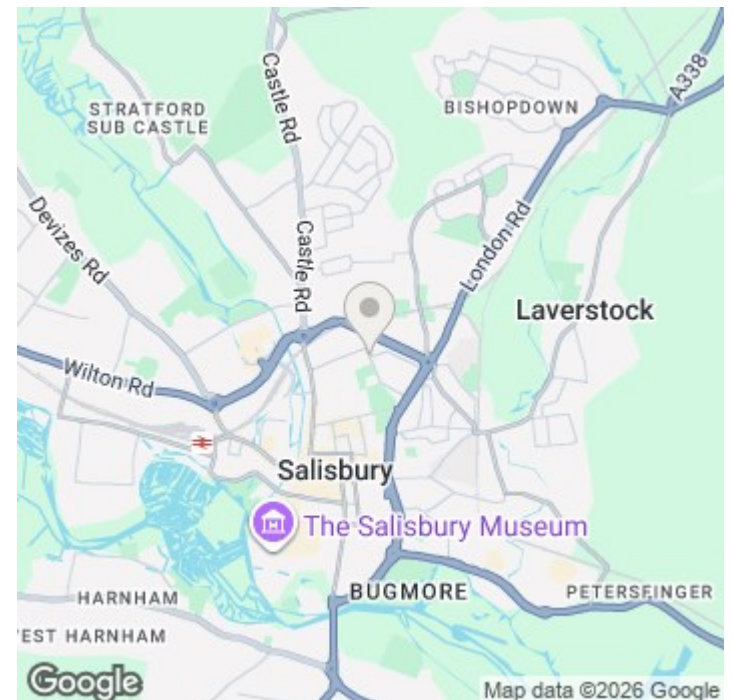 STRATFORD
SUB CASTLE
Castle Rd
BISHOPDOWN
A338
Devizes Rd
Castle Rd
London Rd
Laverstock
Wilton Rd
Salisbury
The Salisbury Museum
HARNHAM
BUGMORE
PETERSFINGER
EST HARNHAM
Google
Map data ©2026 Google